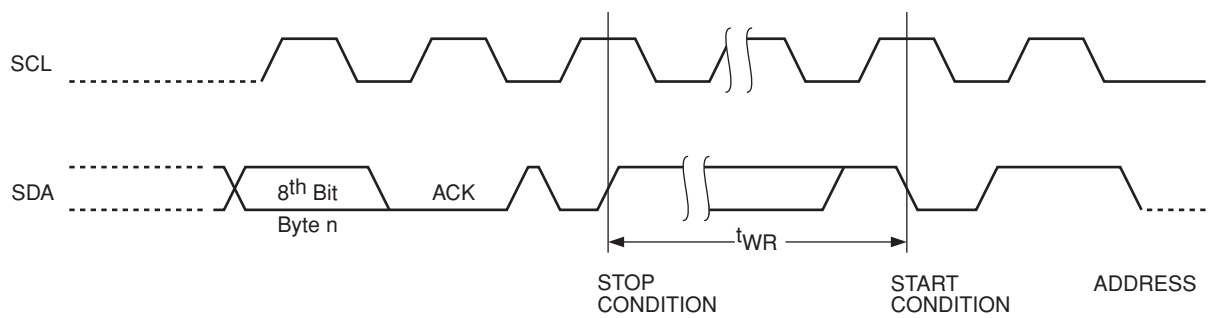 SCL
SDA
8th Bit
ACK
Byte n
tWR
STOP
CONDITION
START
CONDITION
ADDRESS